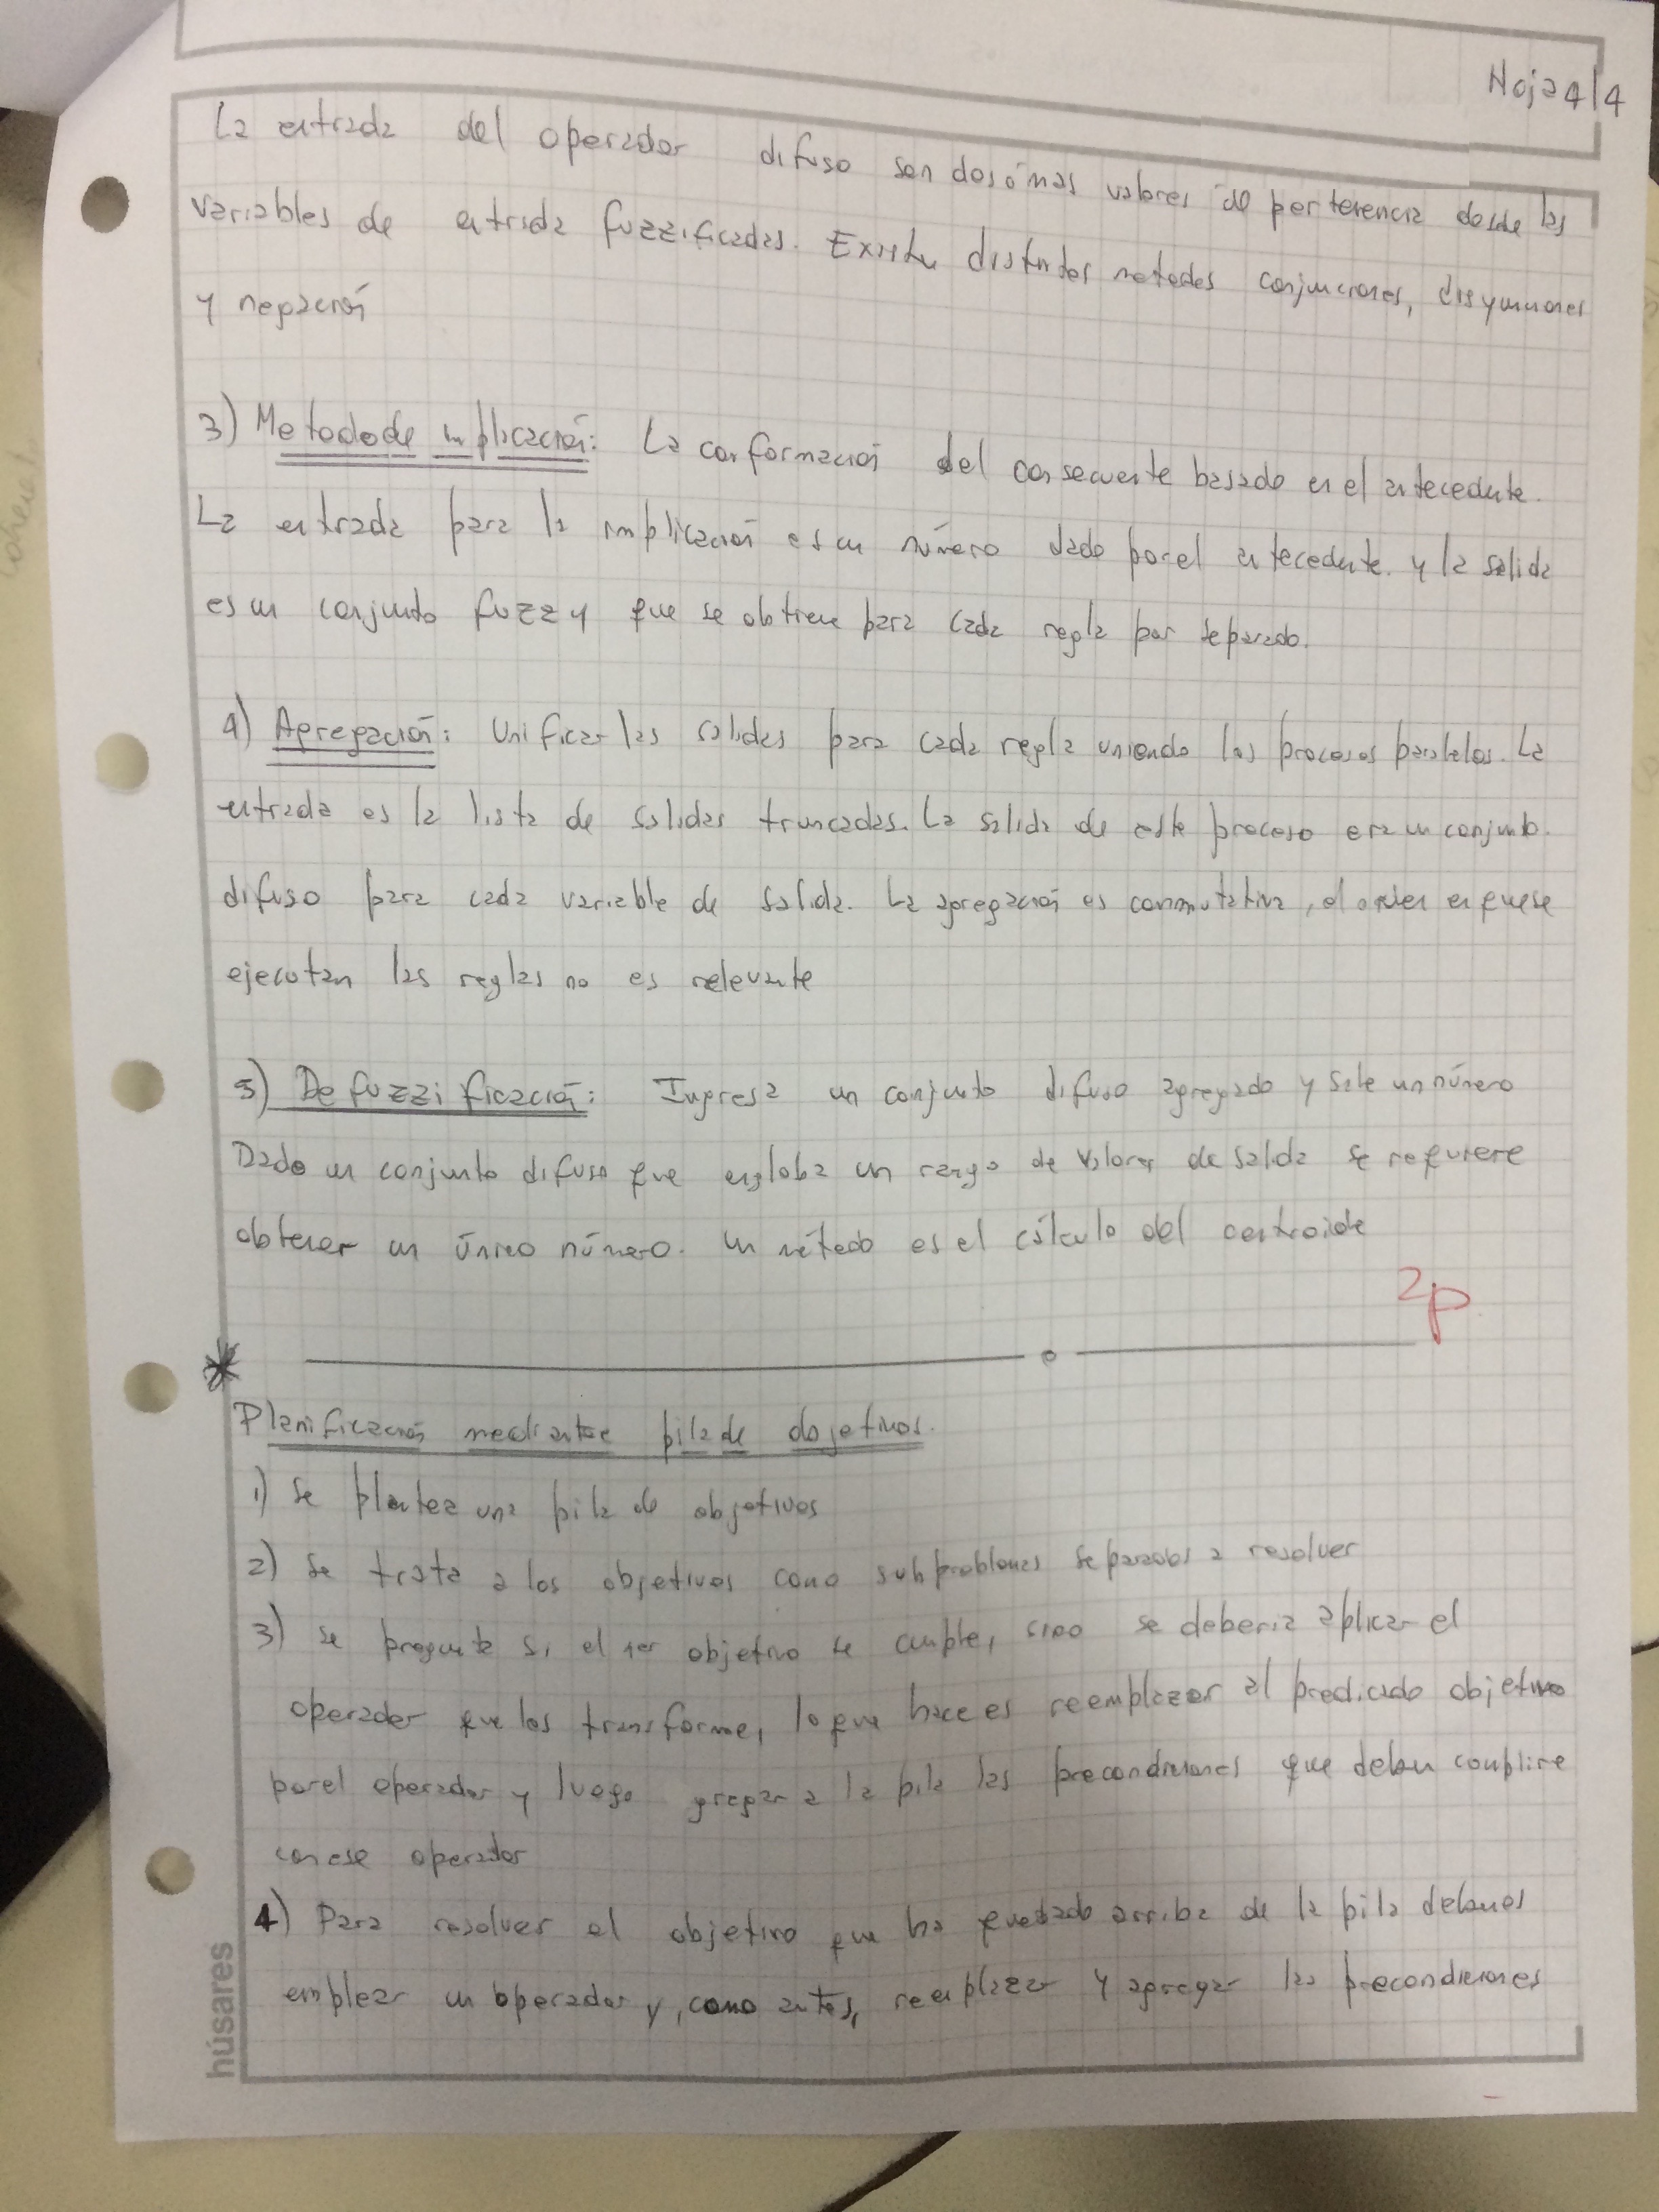 Hoja 4/4
La entrada del operador difuso son dos ó mas valores de pertenencia desde las
variables de entrada fuzzificadas. Existen distintos metodos conjunciones, disyunciones
y negación
3) Metodo de implicación: La conformación del consecuente basado en el antecedente.
La entrada para la implicación es un número dado por el antecedente. y la salida
es un conjunto fuzzy que se obtiene para cada regla por separado.
4) Agregación: Unificar las salidas para cada regla uniendo los procesos paralelos. La
entrada es la lista de salidas truncadas. La salida de este proceso era un conjunto
difuso para cada variable de salida. La agregación es conmutativa, el orden en que se
ejecutan las reglas no es relevante
5) Defuzzificación: Ingresa un conjunto difuso agregado y sale un número
Dado un conjunto difuso que engloba un rango de valores de salida se requiere
obtener un único número. Un método es el cálculo del centroide
2p
Planificación mediante pila de objetivos.
1) Se plantea una pila de objetivos
2) Se trata a los objetivos como subproblemas separados a resolver
3) se pregunta si el 1er objetivo se cumple, sino se deberia aplicar el
operador que los transforme, lo que hace es reemplazar al predicado objetivo
por el operador y luego gregar a la pila las precondiciones que deben complire
con ese operador
4) Para resolver el objetivo que ha quedado arriba de la pila debemos
emplear un operador y, como antes, reemplazar y agregar las precondiciones
húsares